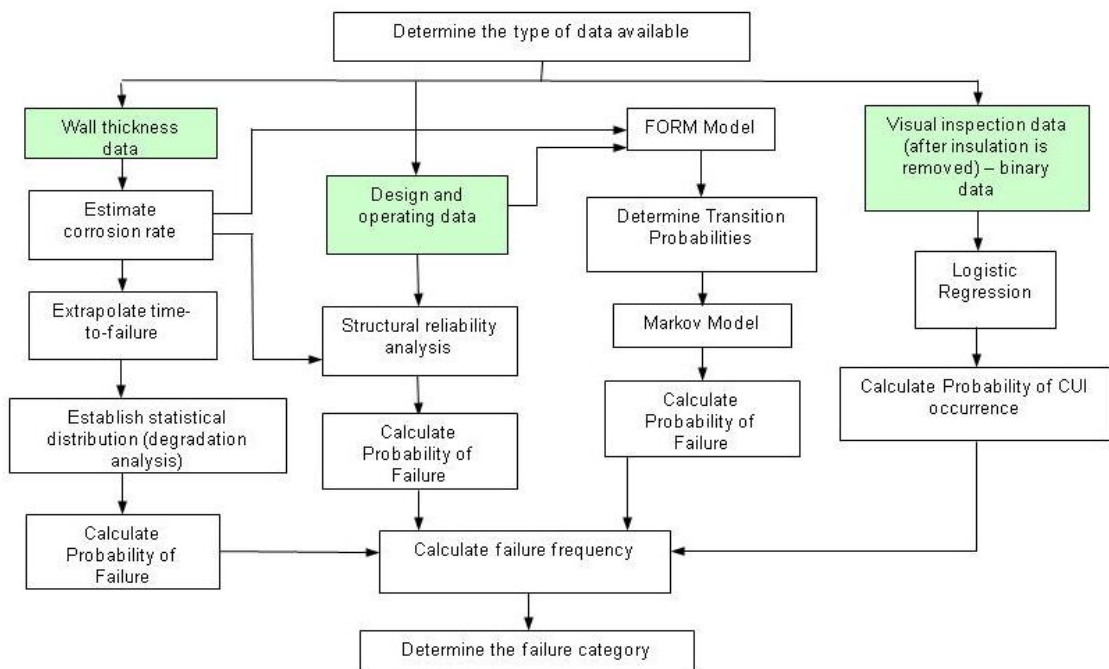 Determine the type of data available
Wall thickness
data
FORM Model
Visual inspection data
(after insulation is
removed) – binary
data
Design and
operating data
Estimate
corrosion rate
Determine Transition
Probabilities
Logistic
Regression
Extrapolate time-
to-failure
Structural reliability
analysis
Markov Model
Calculate Probability of CUI
occurrence
Establish statistical
distribution (degradation
analysis)
Calculate
Probability of
Failure
Calculate
Probability of
Failure
Calculate
Probability of
Failure
Calculate failure frequency
Determine the failure category